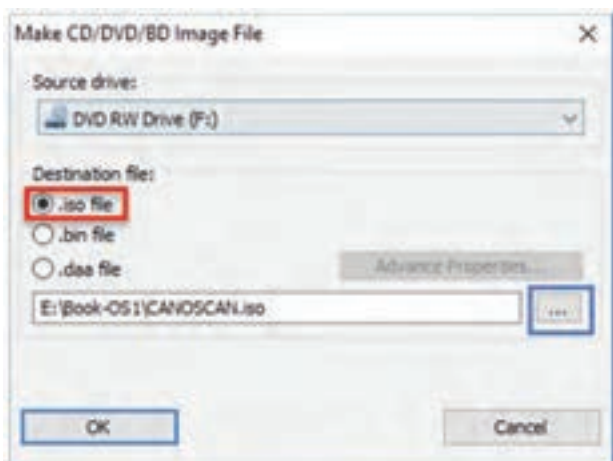 Make CD/DVD/BD Image File
Source drive:
DVD RW Drive (F:)
Destination file:
.iso file
.bin file
.daa file
Advance Properties...
E:\Book-OS1\CANOSCAN.iso
...
OK
Cancel